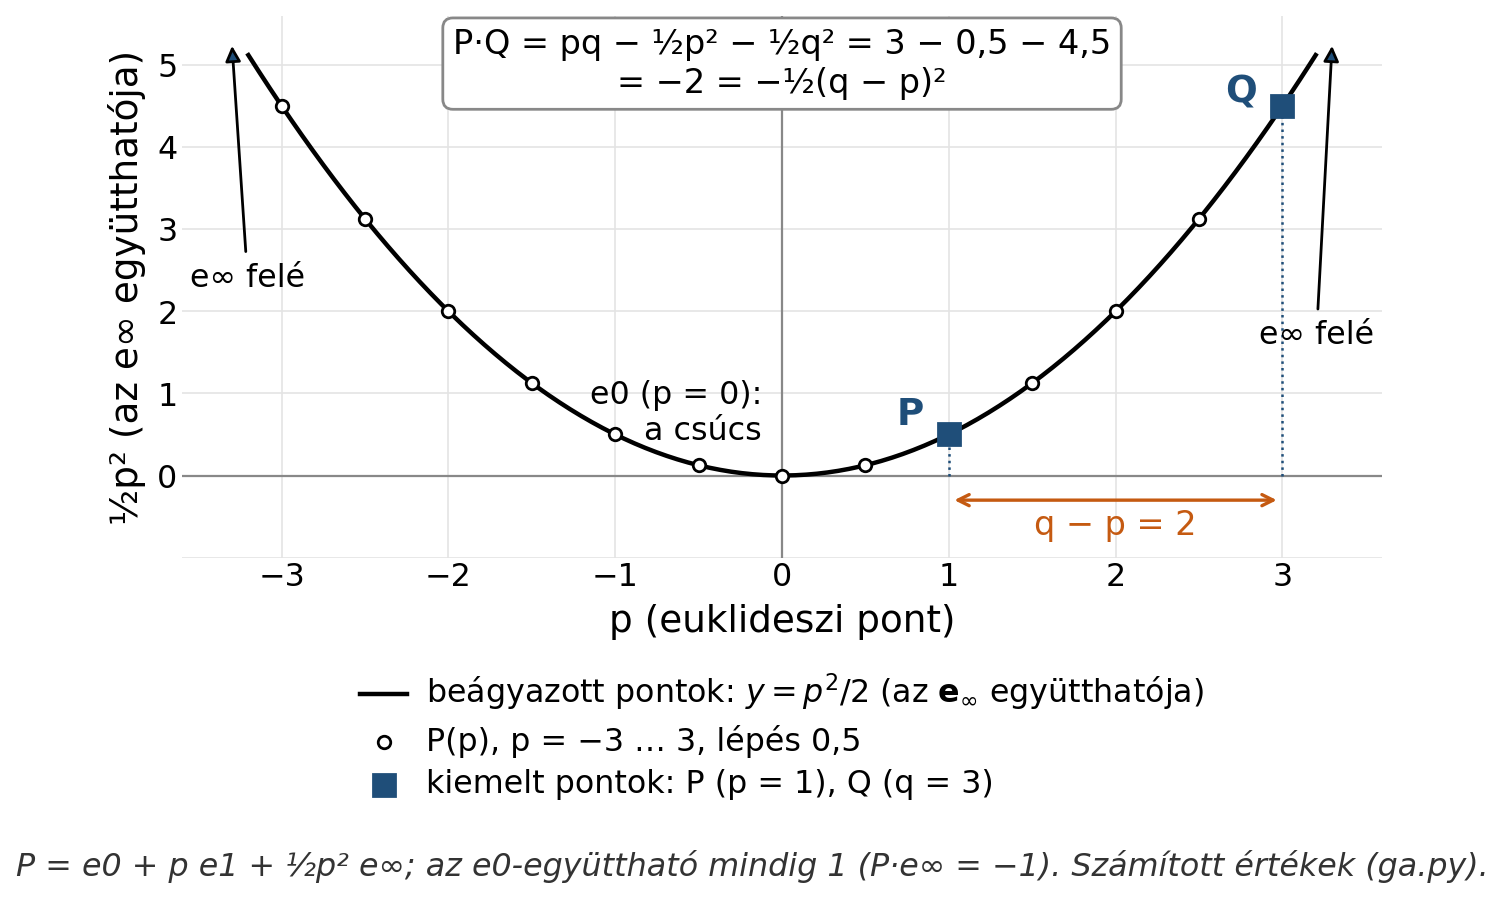 P·Q = pq − ½p² − ½q² = 3 − 0,5 − 4,5
= −2 = −½(q − p)²
½p² (az e∞ együtthatója)
5
4
3
2
1
0
Q
e∞ felé
e∞ felé
e0 (p = 0):
a csúcs
P
q − p = 2
−3 −2 −1 0 1 2 3
p (euklideszi pont)
beágyazott pontok: y = p²/2 (az e∞ együtthatója)
P(p), p = −3 … 3, lépés 0,5
kiemelt pontok: P (p = 1), Q (q = 3)
P = e0 + p e1 + ½p² e∞; az e0-együttható mindig 1 (P·e∞ = −1). Számított értékek (ga.py).